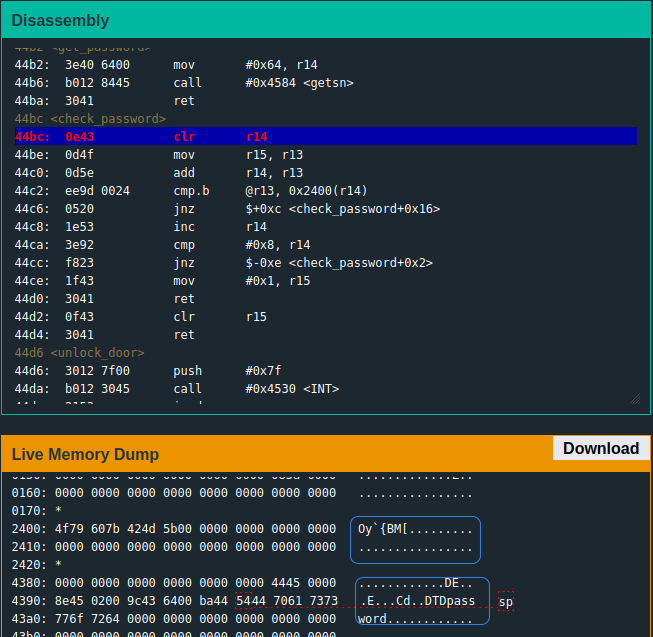 Disassembly
44b2 <get_password>
44b2: 3e40 6400 mov #0x64, r14
44b6: b012 8445 call #0x4584 <getsn>
44ba: 3041 ret
44bc <check_password>
44bc: 0e43 clr r14
44be: 0d4f mov r15, r13
44c0: 0d5e add r14, r13
44c2: ee9d 0024 cmp.b @r13, 0x2400(r14)
44c6: 0520 jnz $+0xc <check_password+0x16>
44c8: 1e53 inc r14
44ca: 3e92 cmp #0x8, r14
44cc: f823 jnz $-0xe <check_password+0x2>
44ce: 1f43 mov #0x1, r15
44d0: 3041 ret
44d2: 0f43 clr r15
44d4: 3041 ret
44d6 <unlock_door>
44d6: 3012 7f00 push #0x7f
44da: b012 3045 call #0x4530 <INT>
Live Memory Dump
Download
0160: 0000 0000 0000 0000 0000 0000 0000 0000 ................
0170: *
2400: 4f79 607b 424d 5b00 0000 0000 0000 0000 Oy`{BM[.........
2410: 0000 0000 0000 0000 0000 0000 0000 0000 ................
2420: *
4380: 0000 0000 0000 0000 0000 0000 4445 0000 ............DE..
4390: 8e45 0200 9c43 6400 ba44 5444 7061 7373 .E...Cd..DTDpass sp
43a0: 776f 7264 0000 0000 0000 0000 0000 0000 word............